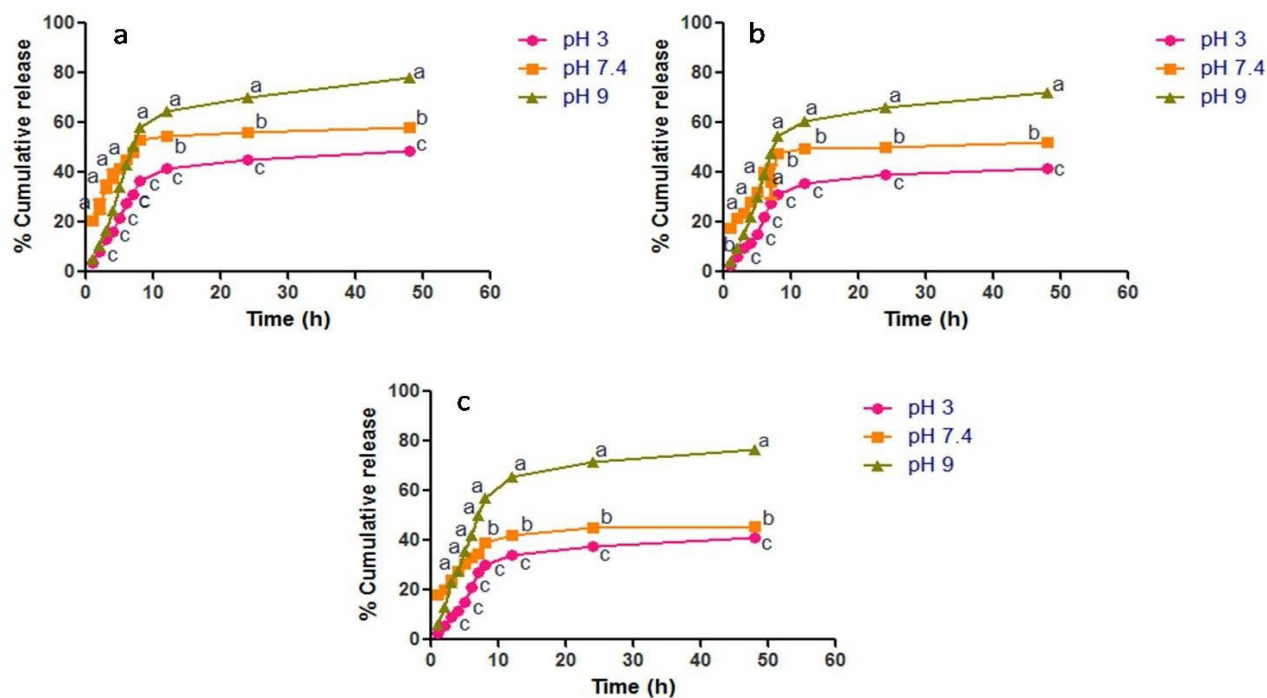 a
% Cumulative release
100
80
60
40
20
0
0 10 20 30 40 50 60
Time (h)
pH 3
pH 7.4
pH 9
a a a a a a a a
b b b
c c c c c c c
b
% Cumulative release
100
80
60
40
20
0
0 10 20 30 40 50 60
Time (h)
pH 3
pH 7.4
pH 9
a a a a a a a a
b b b b b
c c c c c c
c
% Cumulative release
100
80
60
40
20
0
0 10 20 30 40 50 60
Time (h)
pH 3
pH 7.4
pH 9
a a a a a a a a
b b b b
c c c c c c